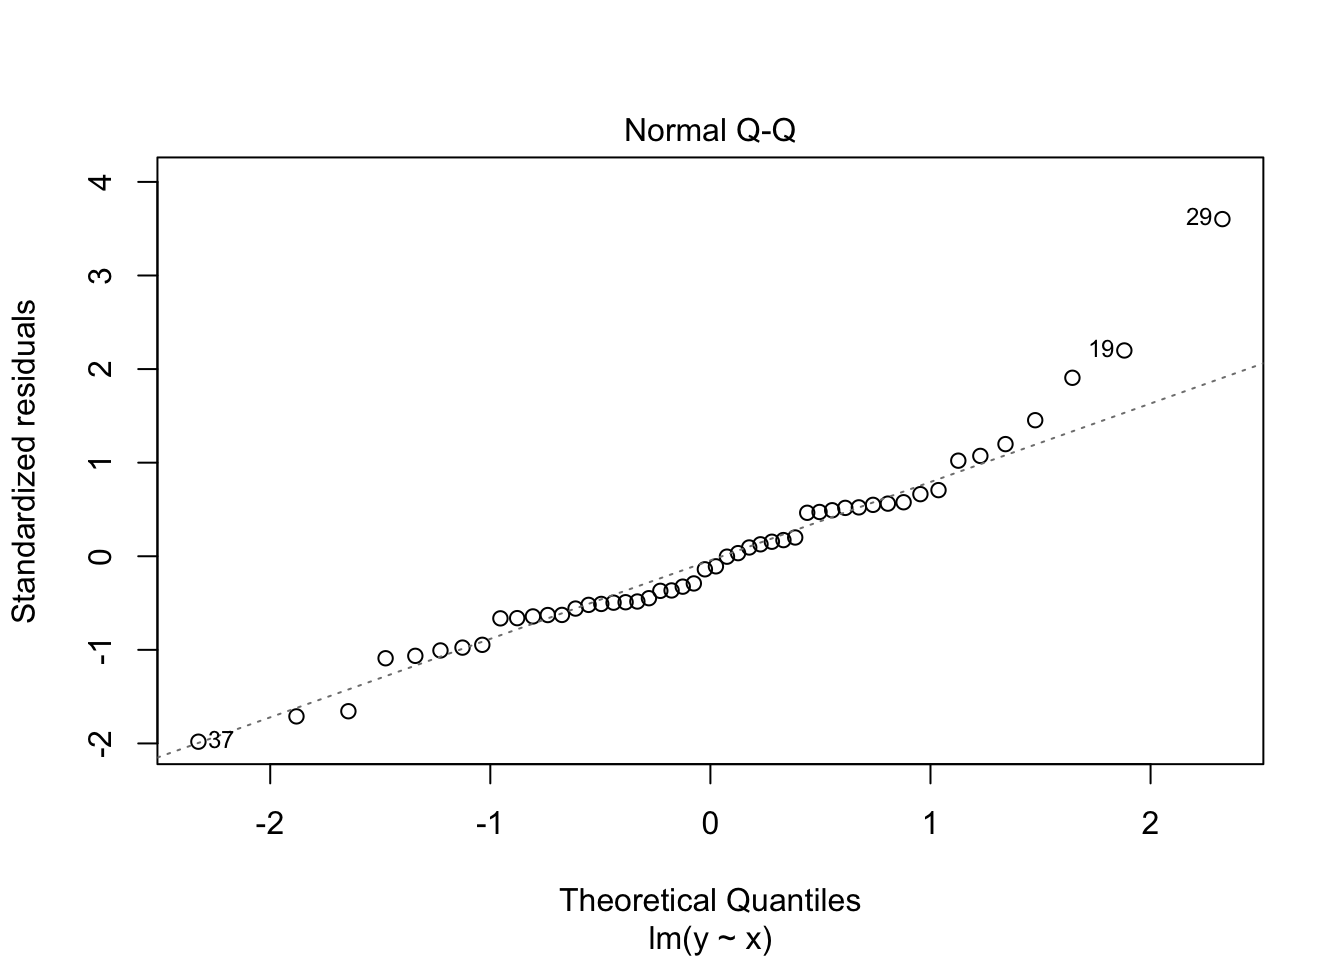 Normal Q-Q
Standardized residuals
4
3
2
1
0
-1
-2
29
19
37
-2 -1 0 1 2
Theoretical Quantiles
lm(y ~ x)